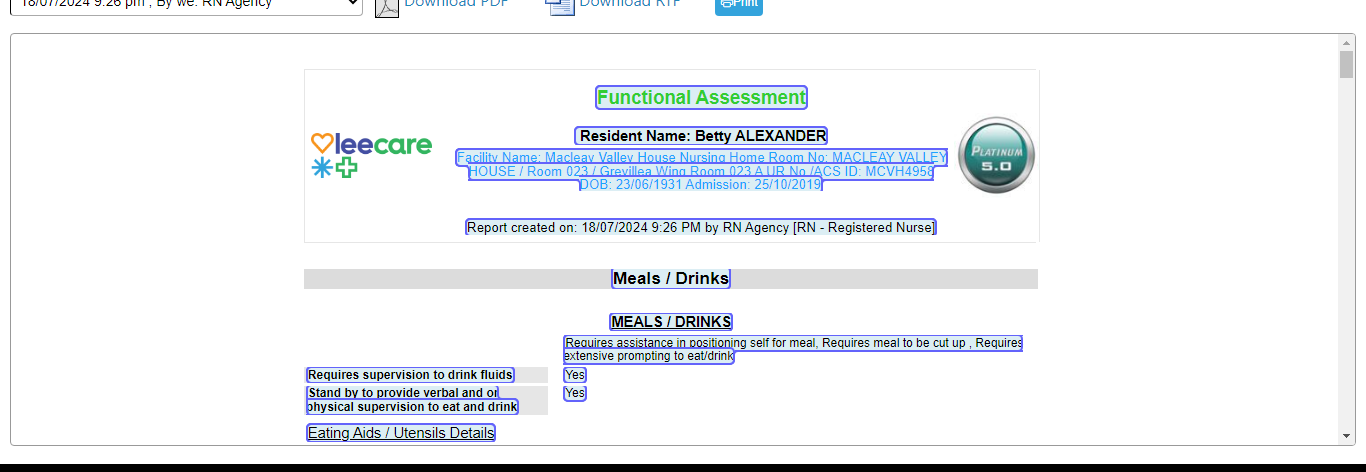 18/07/2024 9:26 pm , By we: RN Agency
Download PDF
Download RTF
Print
Functional Assessment
leecare
Resident Name: Betty ALEXANDER
PLATINUM
5.0
Facility Name: Macleay Valley House Nursing Home Room No: MACLEAY VALLEY
HOUSE / Room 023 / Grevillea Wing Room 023 A UR No /ACS ID: MCVH4958
DOB: 23/06/1931 Admission: 25/10/2019
Report created on: 18/07/2024 9:26 PM by RN Agency [RN - Registered Nurse]
Meals / Drinks
MEALS / DRINKS
Requires assistance in positioning self for meal, Requires meal to be cut up , Requires
extensive prompting to eat/drink
Requires supervision to drink fluids
Yes
Stand by to provide verbal and or
physical supervision to eat and drink
Yes
Eating Aids / Utensils Details